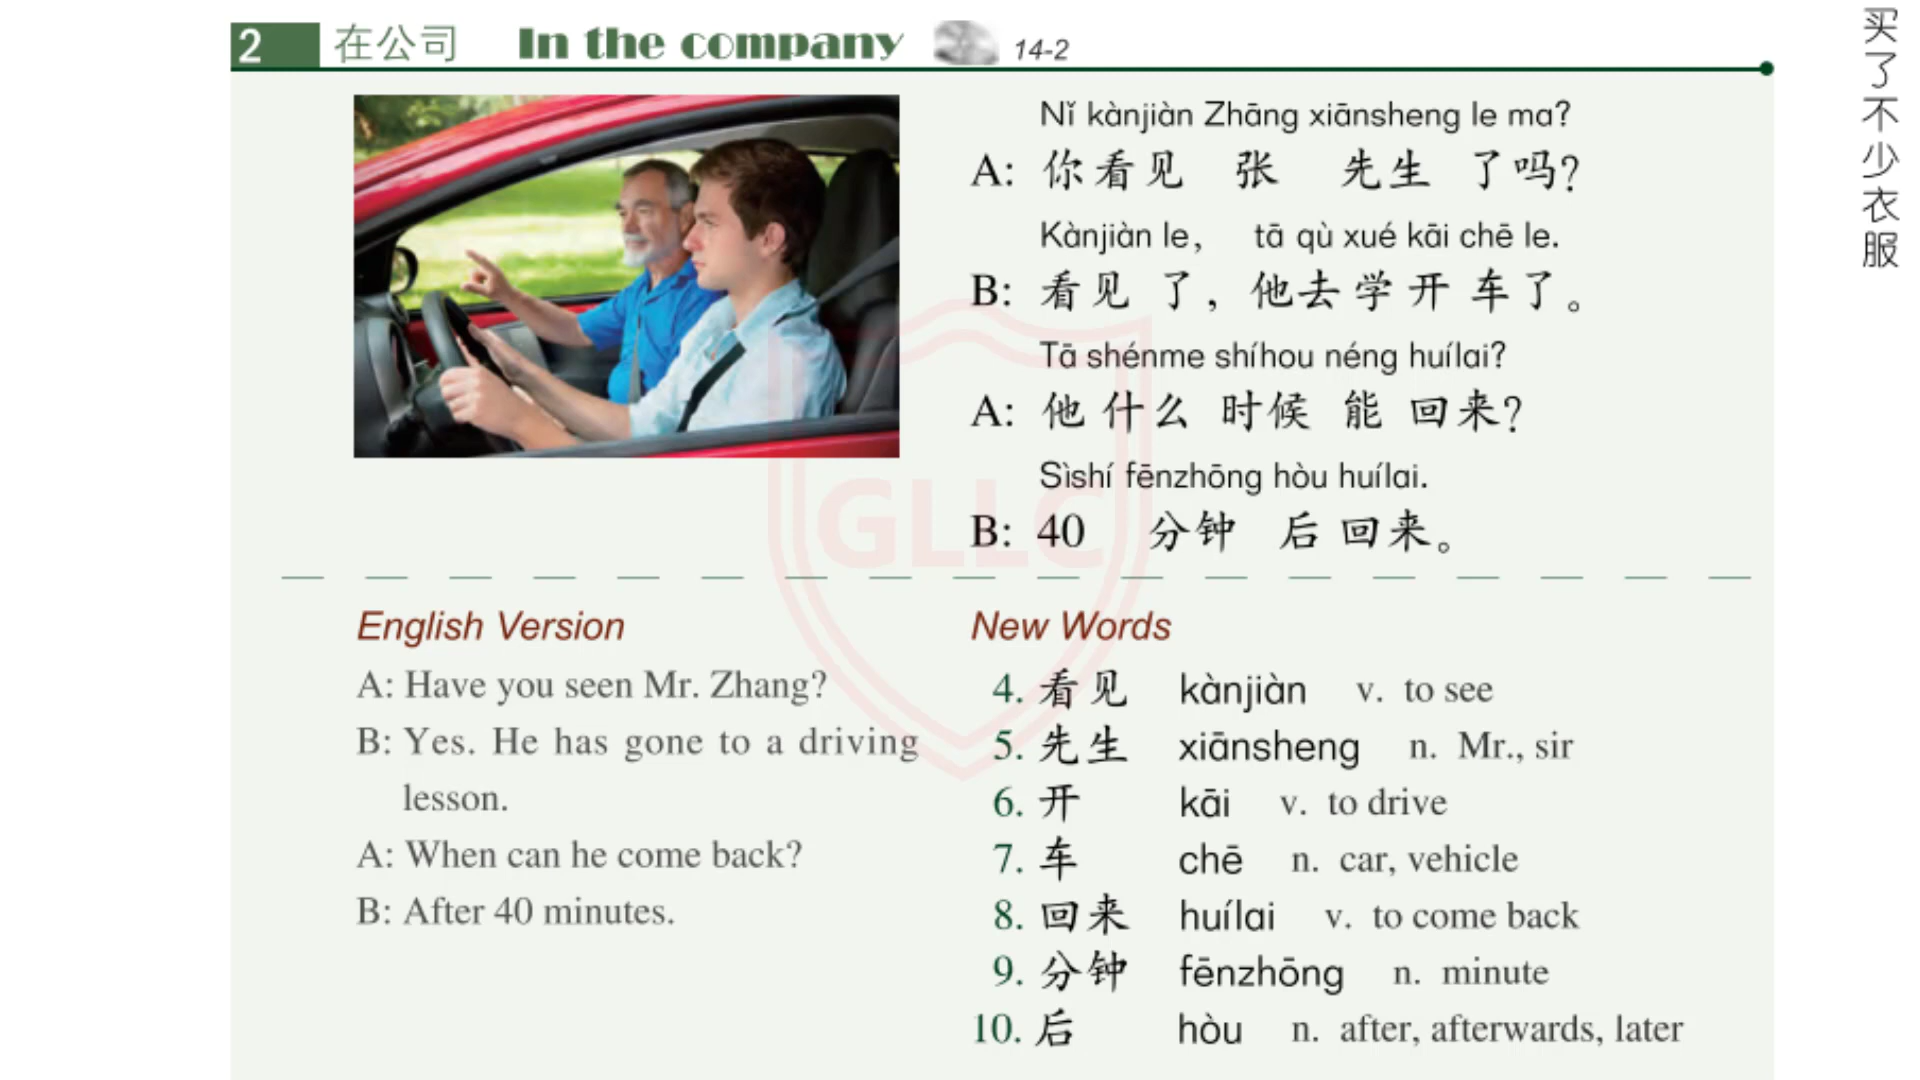 2 在公司 In the company 14-2
Nǐ kànjiàn Zhāng xiānsheng le ma?
A: 你看见 张 先生 了吗?
Kànjiàn le, tā qù xué kāi chē le.
B: 看见 了, 他去学开车了。
Tā shénme shíhou néng huílai?
A: 他什么 时候 能 回来?
Sìshí fēnzhōng hòu huílai.
B: 40 分钟 后 回来。
GLLC
English Version
A: Have you seen Mr. Zhang?
B: Yes. He has gone to a driving
lesson.
A: When can he come back?
B: After 40 minutes.
New Words
4. 看见 kànjiàn v. to see
5. 先生 xiānsheng n. Mr., sir
6. 开 kāi v. to drive
7. 车 chē n. car, vehicle
8. 回来 huílai v. to come back
9. 分钟 fēnzhōng n. minute
10. 后 hòu n. after, afterwards, later
买了不少衣服